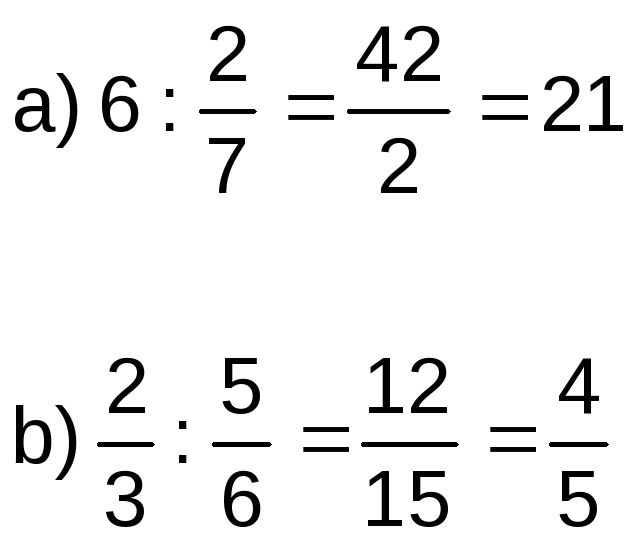 a) 6 : 2/7 = 42/2 = 21
b) 2/3 : 5/6 = 12/15 = 4/5